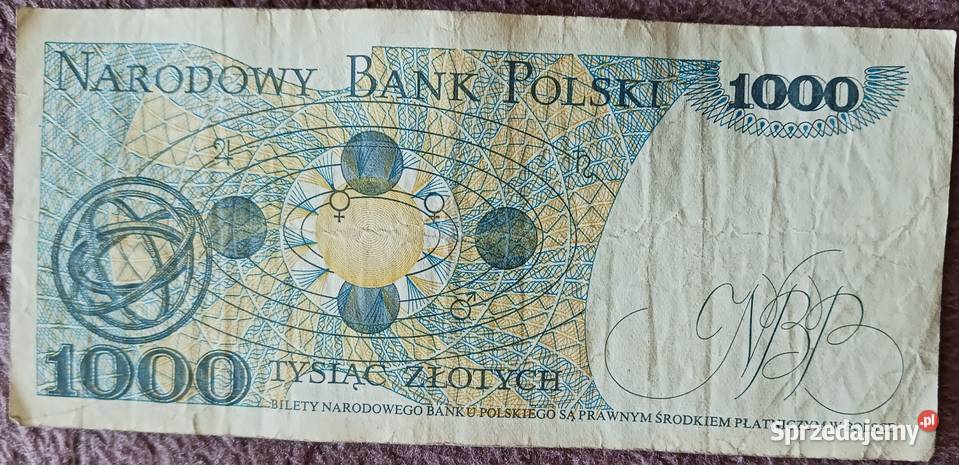 NARODOWY BANK POLSKI
1000
♃
♄
♀
♀
♂
NBP
1000
TYSIĄC ZŁOTYCH
BILETY NARODOWEGO BANKU POLSKIEGO SĄ PRAWNYM ŚRODKIEM PŁATNICZYM W
Sprzedajemy.pl